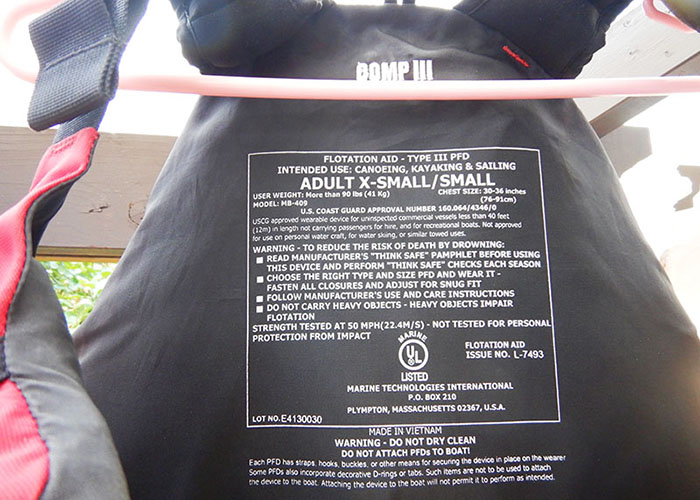 COMP III
FLOTATION AID - TYPE III PFD
INTENDED USE: CANOEING, KAYAKING & SAILING
ADULT X-SMALL/SMALL
USER WEIGHT: More than 90 lbs (41 Kg) CHEST SIZE: 30-36 inches
MODEL: MB-409 (76-91cm)
U.S. COAST GUARD APPROVAL NUMBER 160.064/4346/0
USCG approved wearable device for uninspected commercial vessels less than 40 feet
(12m) in length not carrying passengers for hire, and for recreational boats. Not approved
for use on personal water craft, for water skiing, or similar towed uses.
WARNING - TO REDUCE THE RISK OF DEATH BY DROWNING:
■ READ MANUFACTURER'S "THINK SAFE" PAMPHLET BEFORE USING
THIS DEVICE AND PERFORM "THINK SAFE" CHECKS EACH SEASON
■ CHOOSE THE RIGHT TYPE AND SIZE PFD AND WEAR IT -
FASTEN ALL CLOSURES AND ADJUST FOR SNUG FIT
■ FOLLOW MANUFACTURER'S USE AND CARE INSTRUCTIONS
■ DO NOT CARRY HEAVY OBJECTS - HEAVY OBJECTS IMPAIR
FLOTATION
STRENGTH TESTED AT 50 MPH(22.4M/S) - NOT TESTED FOR PERSONAL
PROTECTION FROM IMPACT
MARINE
UL
LISTED
FLOTATION AID
ISSUE NO. L-7493
MARINE TECHNOLOGIES INTERNATIONAL
P.O. BOX 210
PLYMPTON, MASSACHUSETTS 02367, U.S.A.
LOT NO.E4130030
MADE IN VIETNAM
WARNING - DO NOT DRY CLEAN
DO NOT ATTACH PFDs TO BOAT!
Each PFD has straps, hooks, buckles, or other means for securing the device in place on the wearer
Some PFDs also incorporate decorative D-rings or tabs. Such items are not to be used to attach
the device to the boat. Attaching the device to the boat will not permit it to perform as intended.